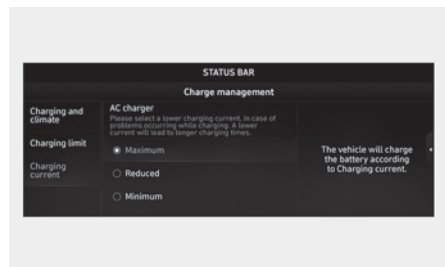 STATUS BAR
Charge management
Charging and
climate
Charging limit
Charging
current
AC charger
Please select a lower charging current, in case of
problems occurring while charging. A lower
current will lead to longer charging times.
Maximum
Reduced
Minimum
The vehicle will charge
the battery according
to Charging current.